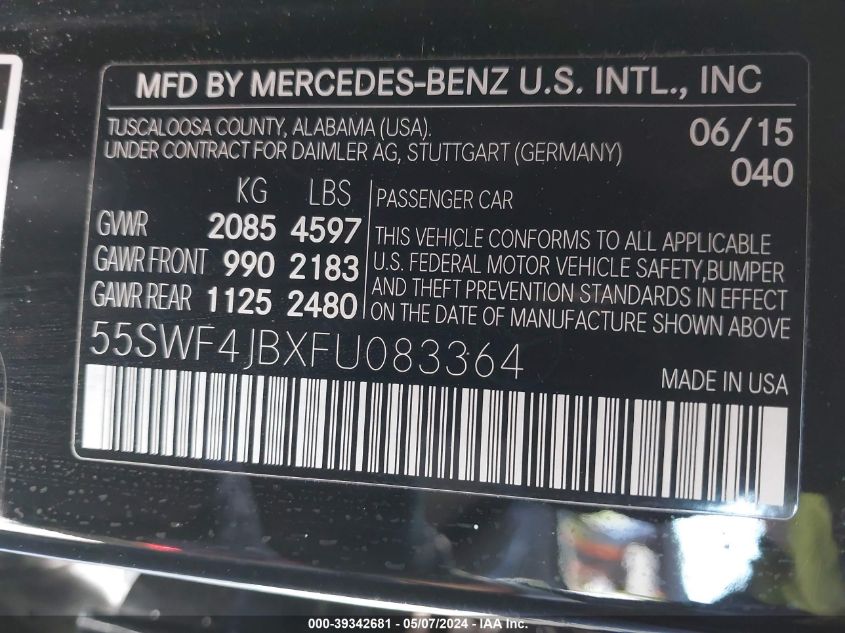 MFD BY MERCEDES-BENZ U.S. INTL., INC
TUSCALOOSA COUNTY, ALABAMA (USA).
UNDER CONTRACT FOR DAIMLER AG, STUTTGART (GERMANY)
06/15
040
KG LBS
GVWR 2085 4597
GAWR FRONT 990 2183
GAWR REAR 1125 2480
PASSENGER CAR
THIS VEHICLE CONFORMS TO ALL APPLICABLE
U.S. FEDERAL MOTOR VEHICLE SAFETY,BUMPER
AND THEFT PREVENTION STANDARDS IN EFFECT
ON THE DATE OF MANUFACTURE SHOWN ABOVE
55SWF4JBXFU083364
MADE IN USA
000-39342681 - 05/07/2024 - IAA Inc.